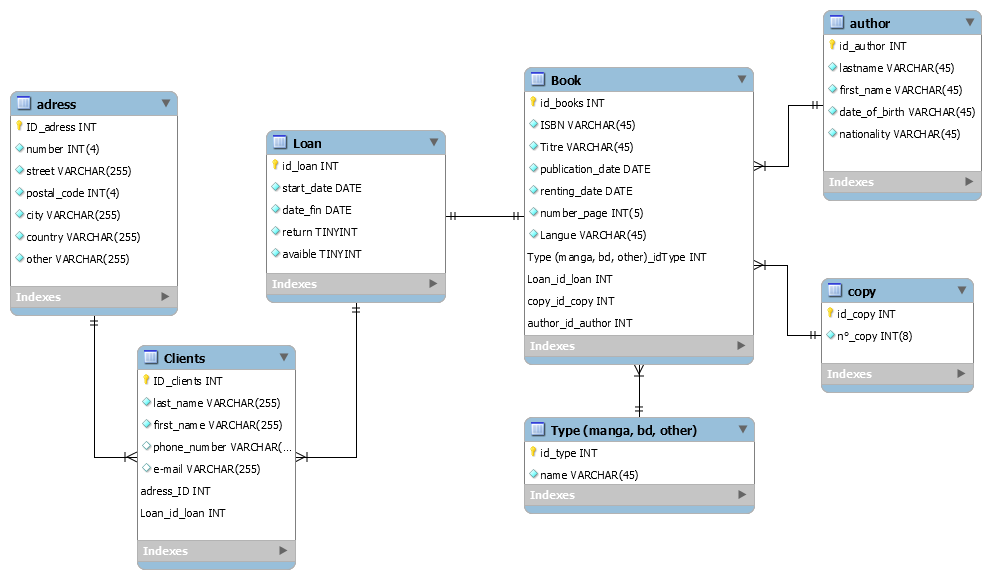 adress
ID_adress INT
number INT(4)
street VARCHAR(255)
postal_code INT(4)
city VARCHAR(255)
country VARCHAR(255)
other VARCHAR(255)
Indexes
Loan
id_loan INT
start_date DATE
date_fin DATE
return TINYINT
avaible TINYINT
Indexes
Clients
ID_clients INT
last_name VARCHAR(255)
first_name VARCHAR(255)
phone_number VARCHAR(...
e-mail VARCHAR(255)
adress_ID INT
Loan_id_loan INT
Indexes
Book
id_books INT
ISBN VARCHAR(45)
Titre VARCHAR(45)
publication_date DATE
renting_date DATE
number_page INT(5)
Langue VARCHAR(45)
Type (manga, bd, other)_idType INT
Loan_id_loan INT
copy_id_copy INT
author_id_author INT
Indexes
Type (manga, bd, other)
id_type INT
name VARCHAR(45)
Indexes
author
id_author INT
lastname VARCHAR(45)
first_name VARCHAR(45)
date_of_birth VARCHAR(45)
nationality VARCHAR(45)
Indexes
copy
id_copy INT
n°_copy INT(8)
Indexes